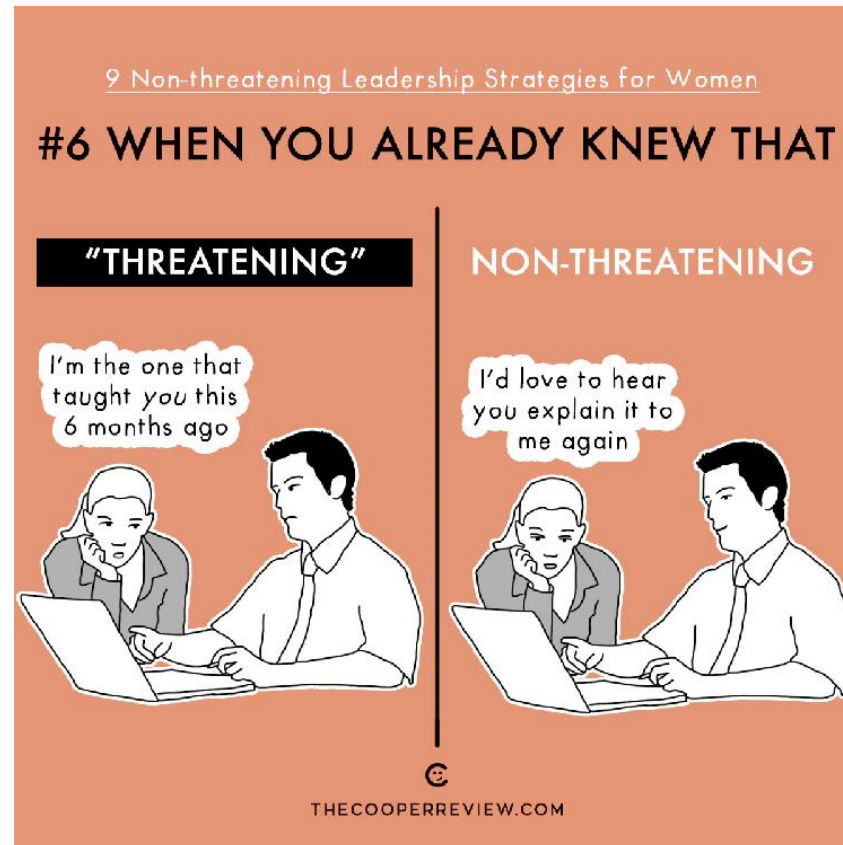 9 Non-threatening Leadership Strategies for Women
#6 WHEN YOU ALREADY KNEW THAT
"THREATENING"
I'm the one that
taught you this
6 months ago
NON-THREATENING
I'd love to hear
you explain it to
me again
THECOOPERREVIEW.COM